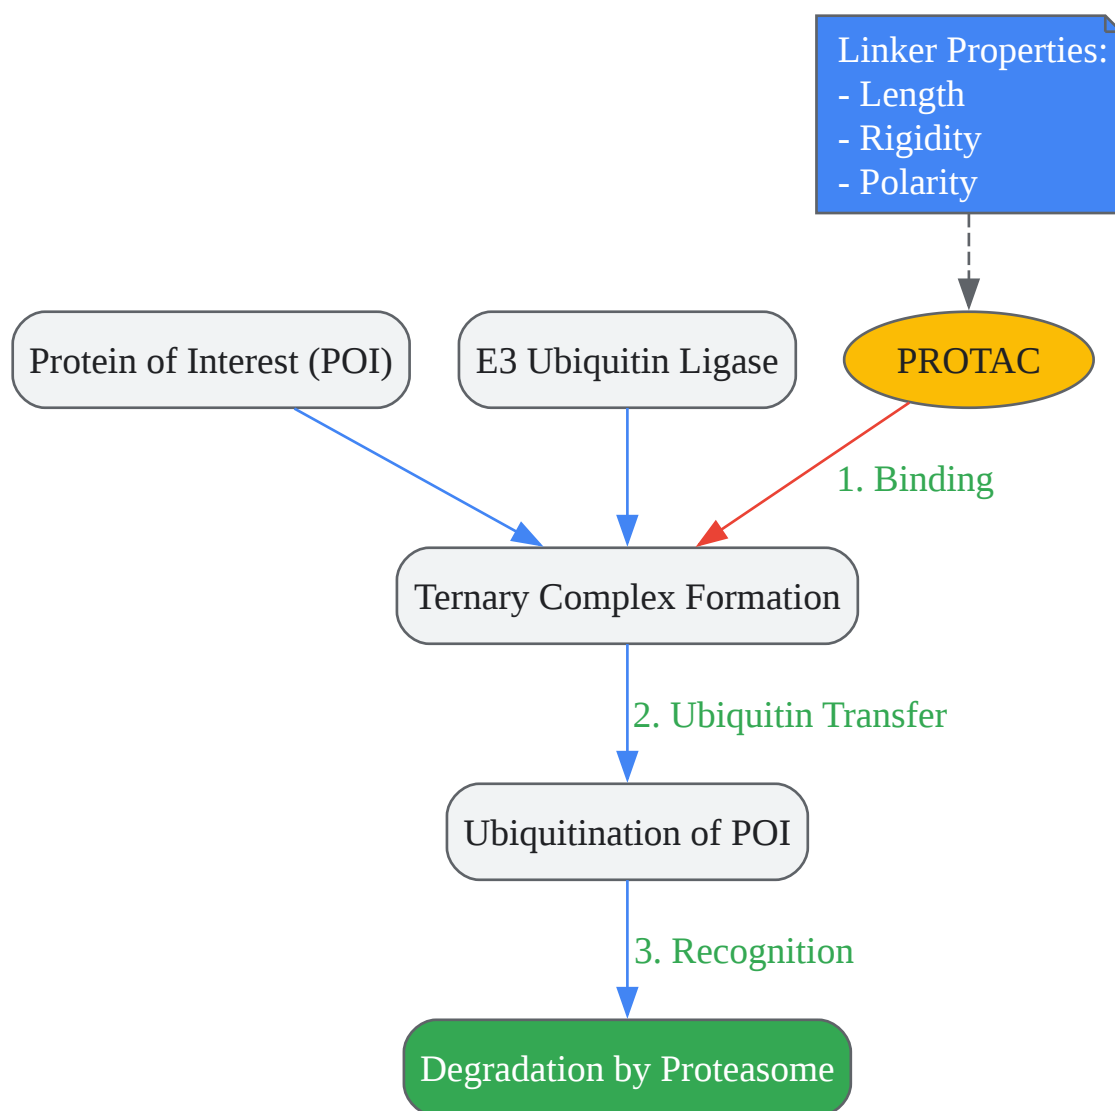 Linker Properties:
- Length
- Rigidity
- Polarity
Protein of Interest (POI)
E3 Ubiquitin Ligase
PROTAC
1. Binding
Ternary Complex Formation
2. Ubiquitin Transfer
Ubiquitination of POI
3. Recognition
Degradation by Proteasome